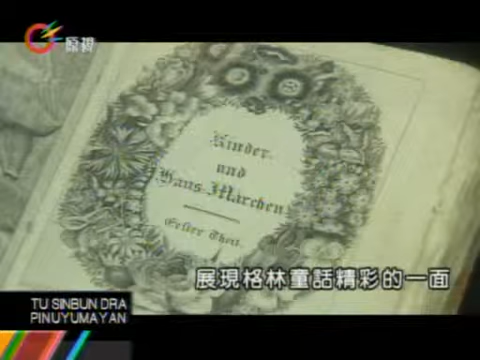 原視
Kinder
und
Haus-Märchen.
Erster Theil.
展現格林童話精彩的一面
TU SINBUN DRA
PINUYUMAYAN